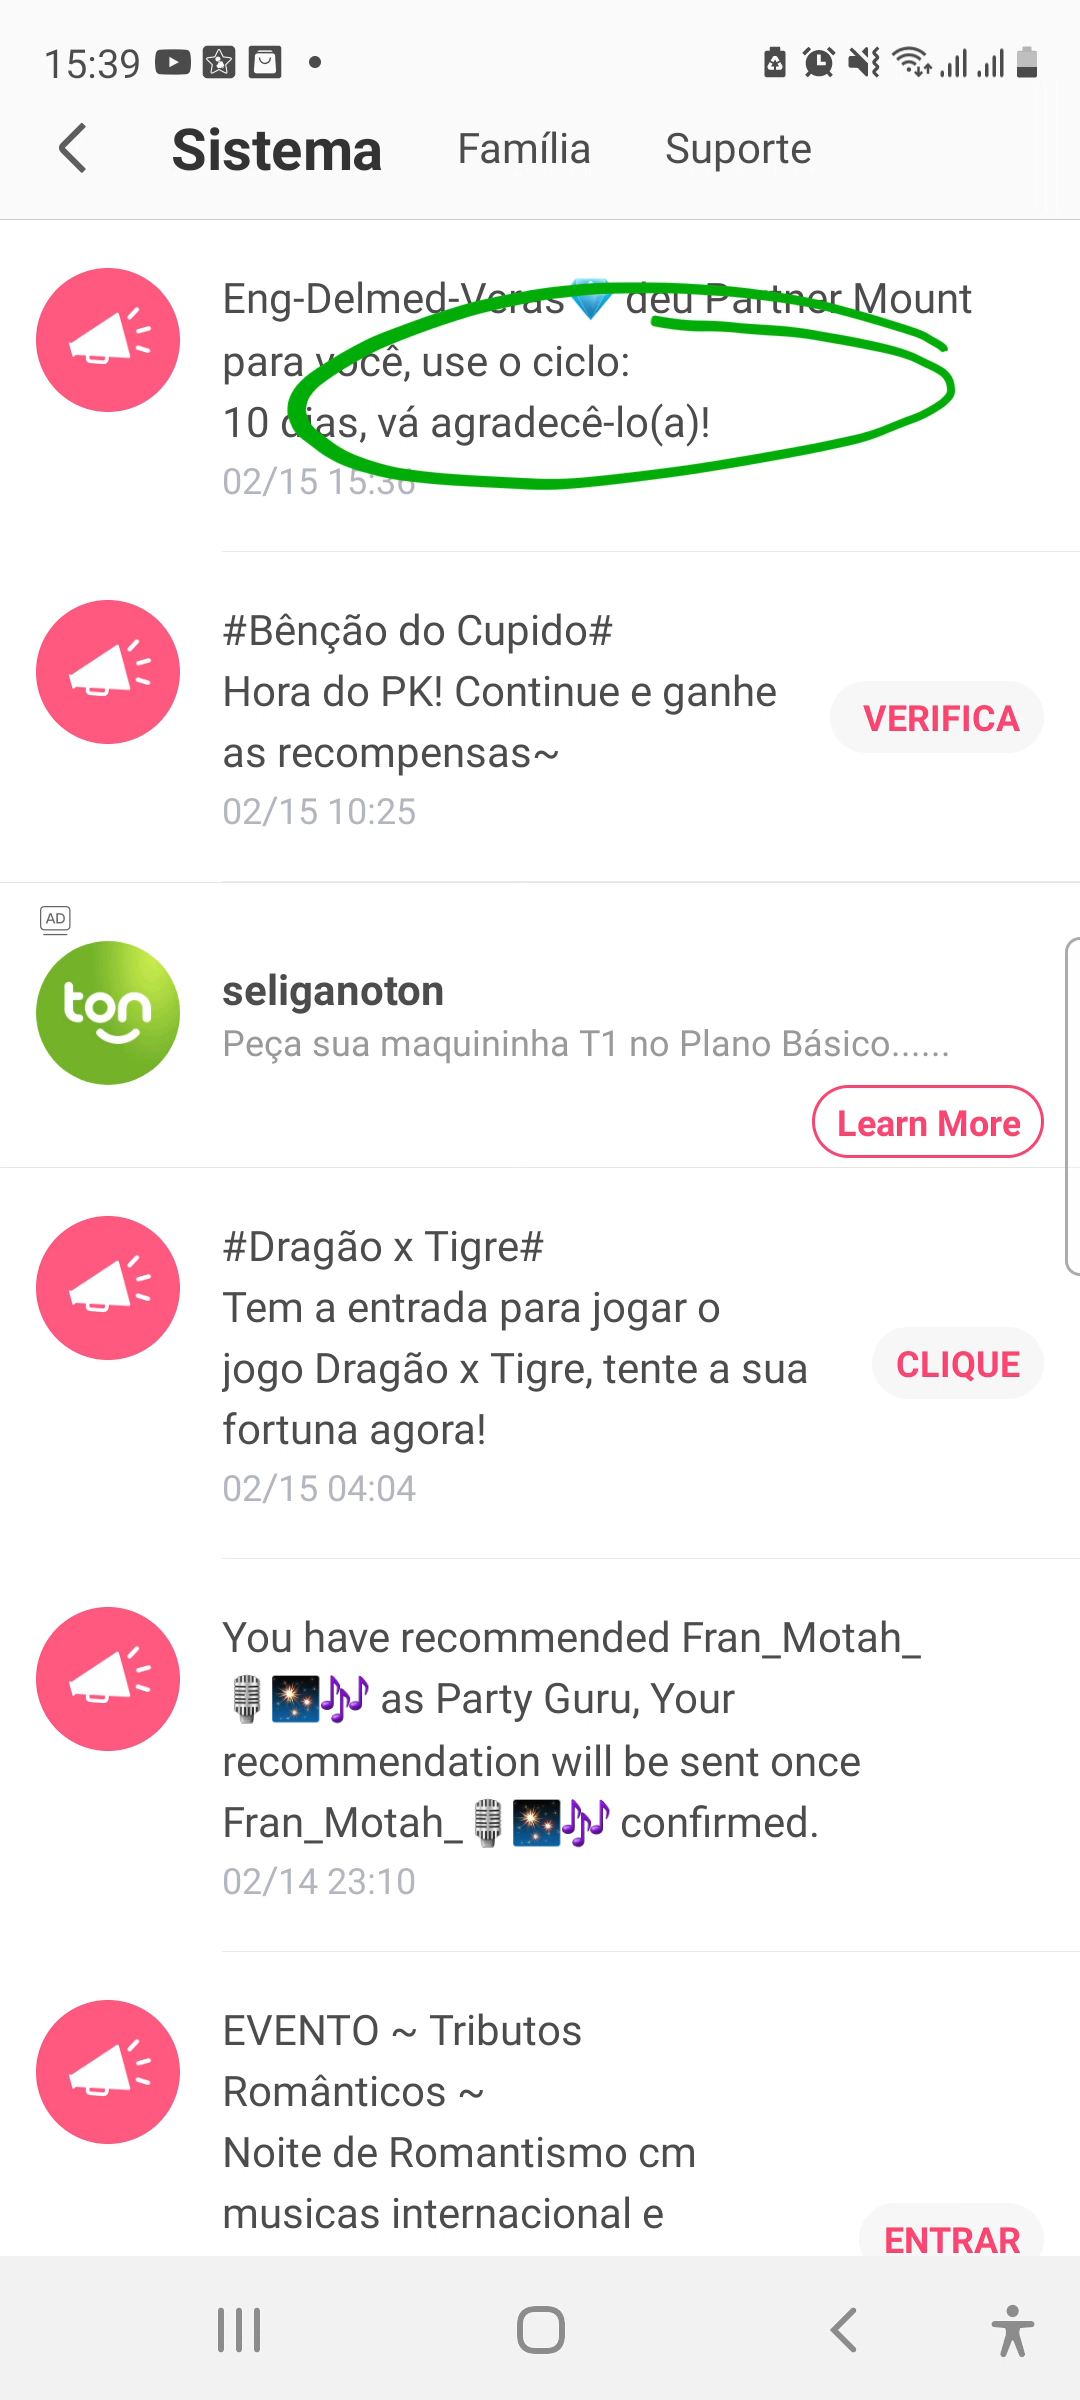 15:39
Sistema Família Suporte
Eng-Delmed-Veras💎 deu Partner Mount
para você, use o ciclo:
10 dias, vá agradecê-lo(a)!
02/15 15:36
#Bênção do Cupido#
Hora do PK! Continue e ganhe
as recompensas~
VERIFICA
02/15 10:25
AD
ton
seliganoton
Peça sua maquininha T1 no Plano Básico......
Learn More
#Dragão x Tigre#
Tem a entrada para jogar o
jogo Dragão x Tigre, tente a sua
fortuna agora!
CLIQUE
02/15 04:04
You have recommended Fran_Motah_
🎙🎇🎶 as Party Guru, Your
recommendation will be sent once
Fran_Motah_🎙🎇🎶 confirmed.
02/14 23:10
EVENTO ~ Tributos
Românticos ~
Noite de Romantismo cm
musicas internacional e
ENTRAR